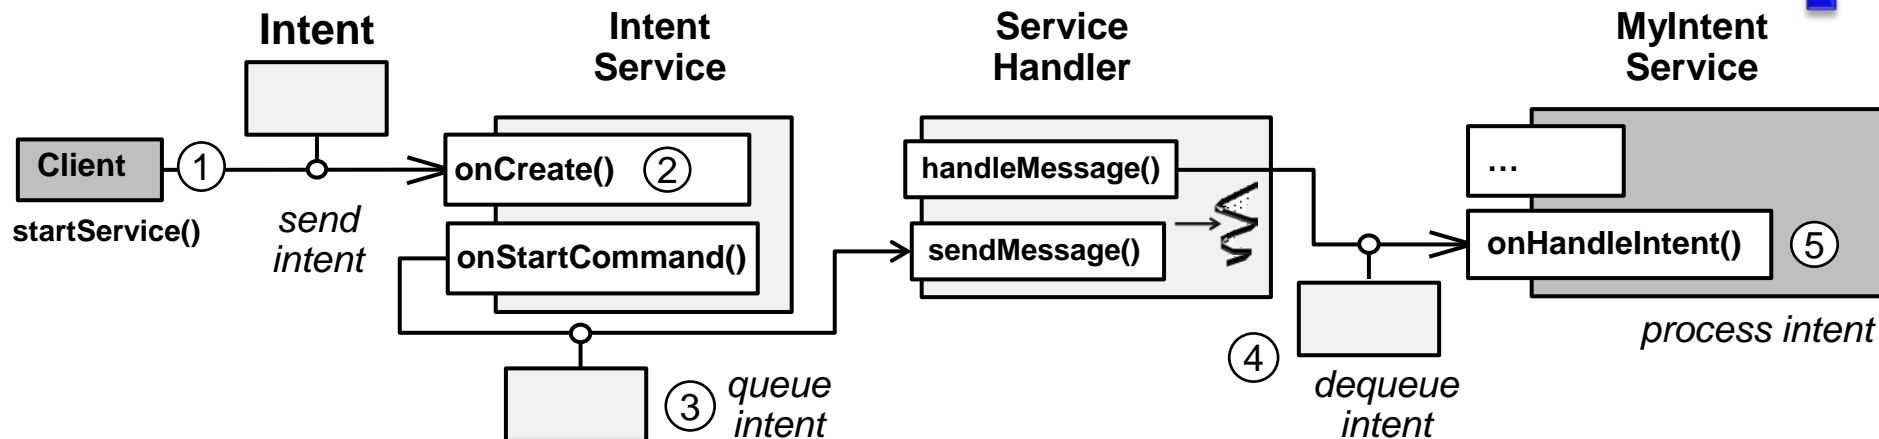 Intent
Intent
Service
Service
Handler
MyIntent
Service
Client
1
onCreate()
2
handleMessage()
...
startService()
send
intent
onStartCommand()
sendMessage()
onHandleIntent()
5
process intent
3
queue
intent
4
dequeue
intent